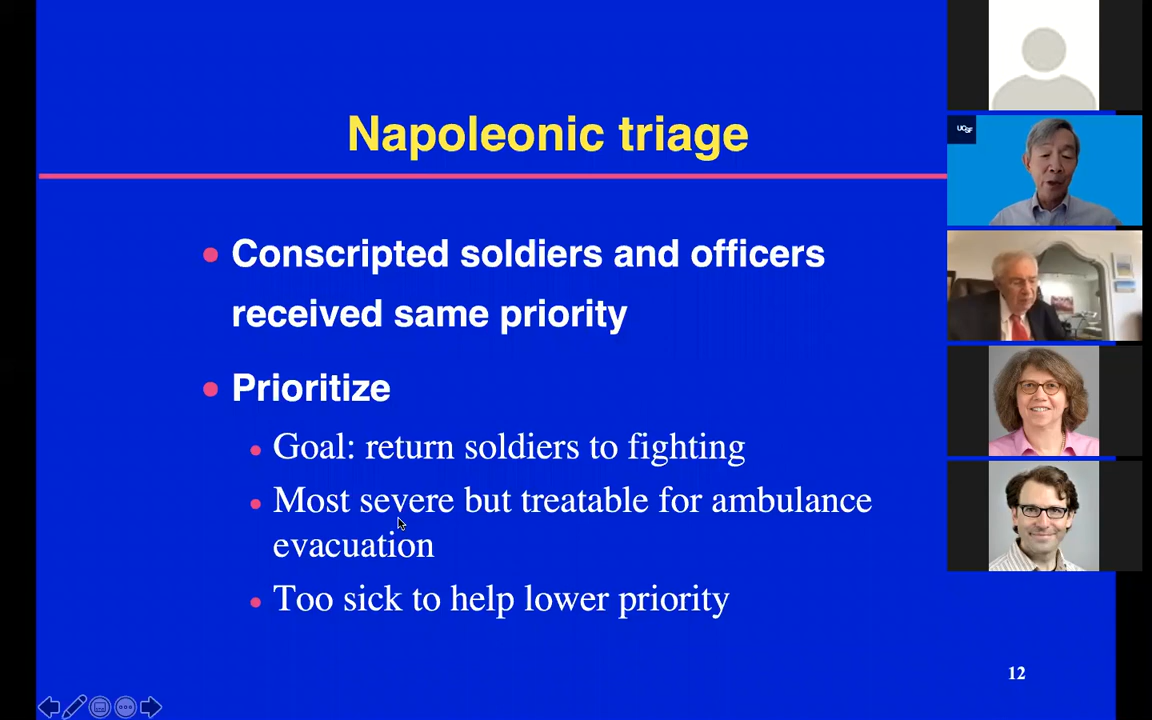 Napoleonic triage
Conscripted soldiers and officers
received same priority
Prioritize
Goal: return soldiers to fighting
Most severe but treatable for ambulance
evacuation
Too sick to help lower priority
12
UCSF